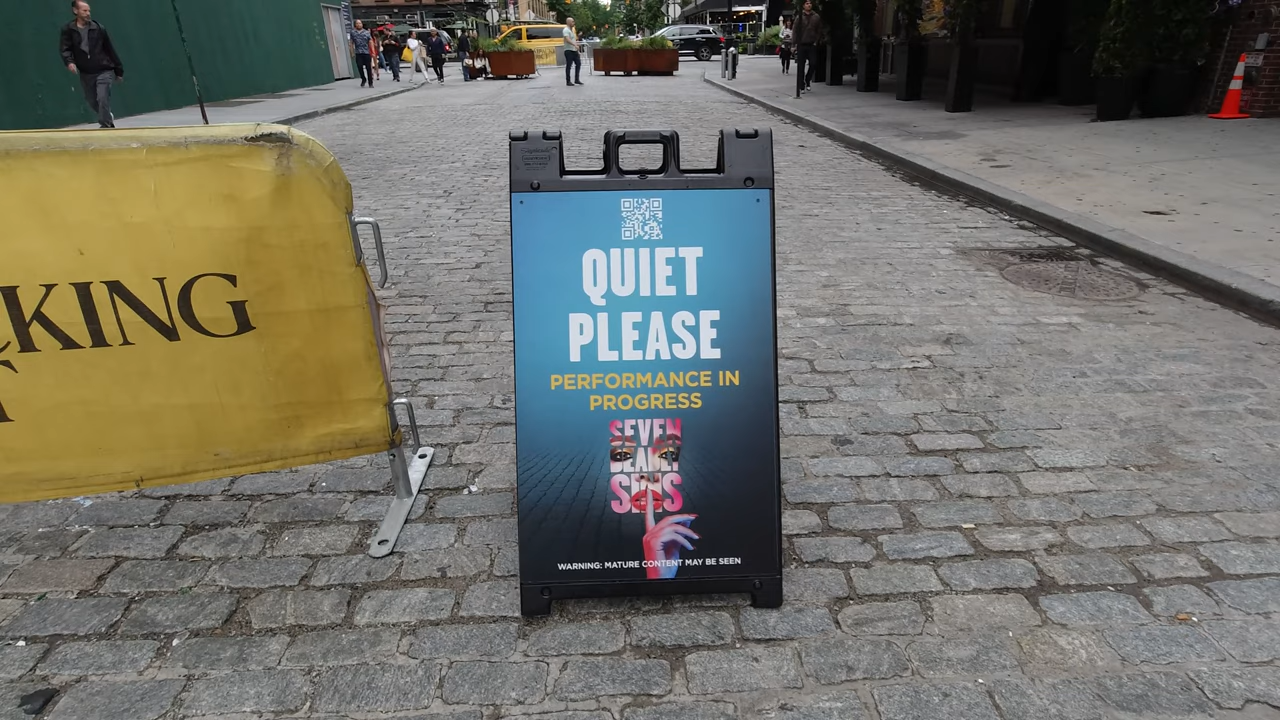 KING
QUIET
PLEASE
PERFORMANCE IN
PROGRESS
SEVEN
DEADLY
SINS
WARNING: MATURE CONTENT MAY BE SEEN